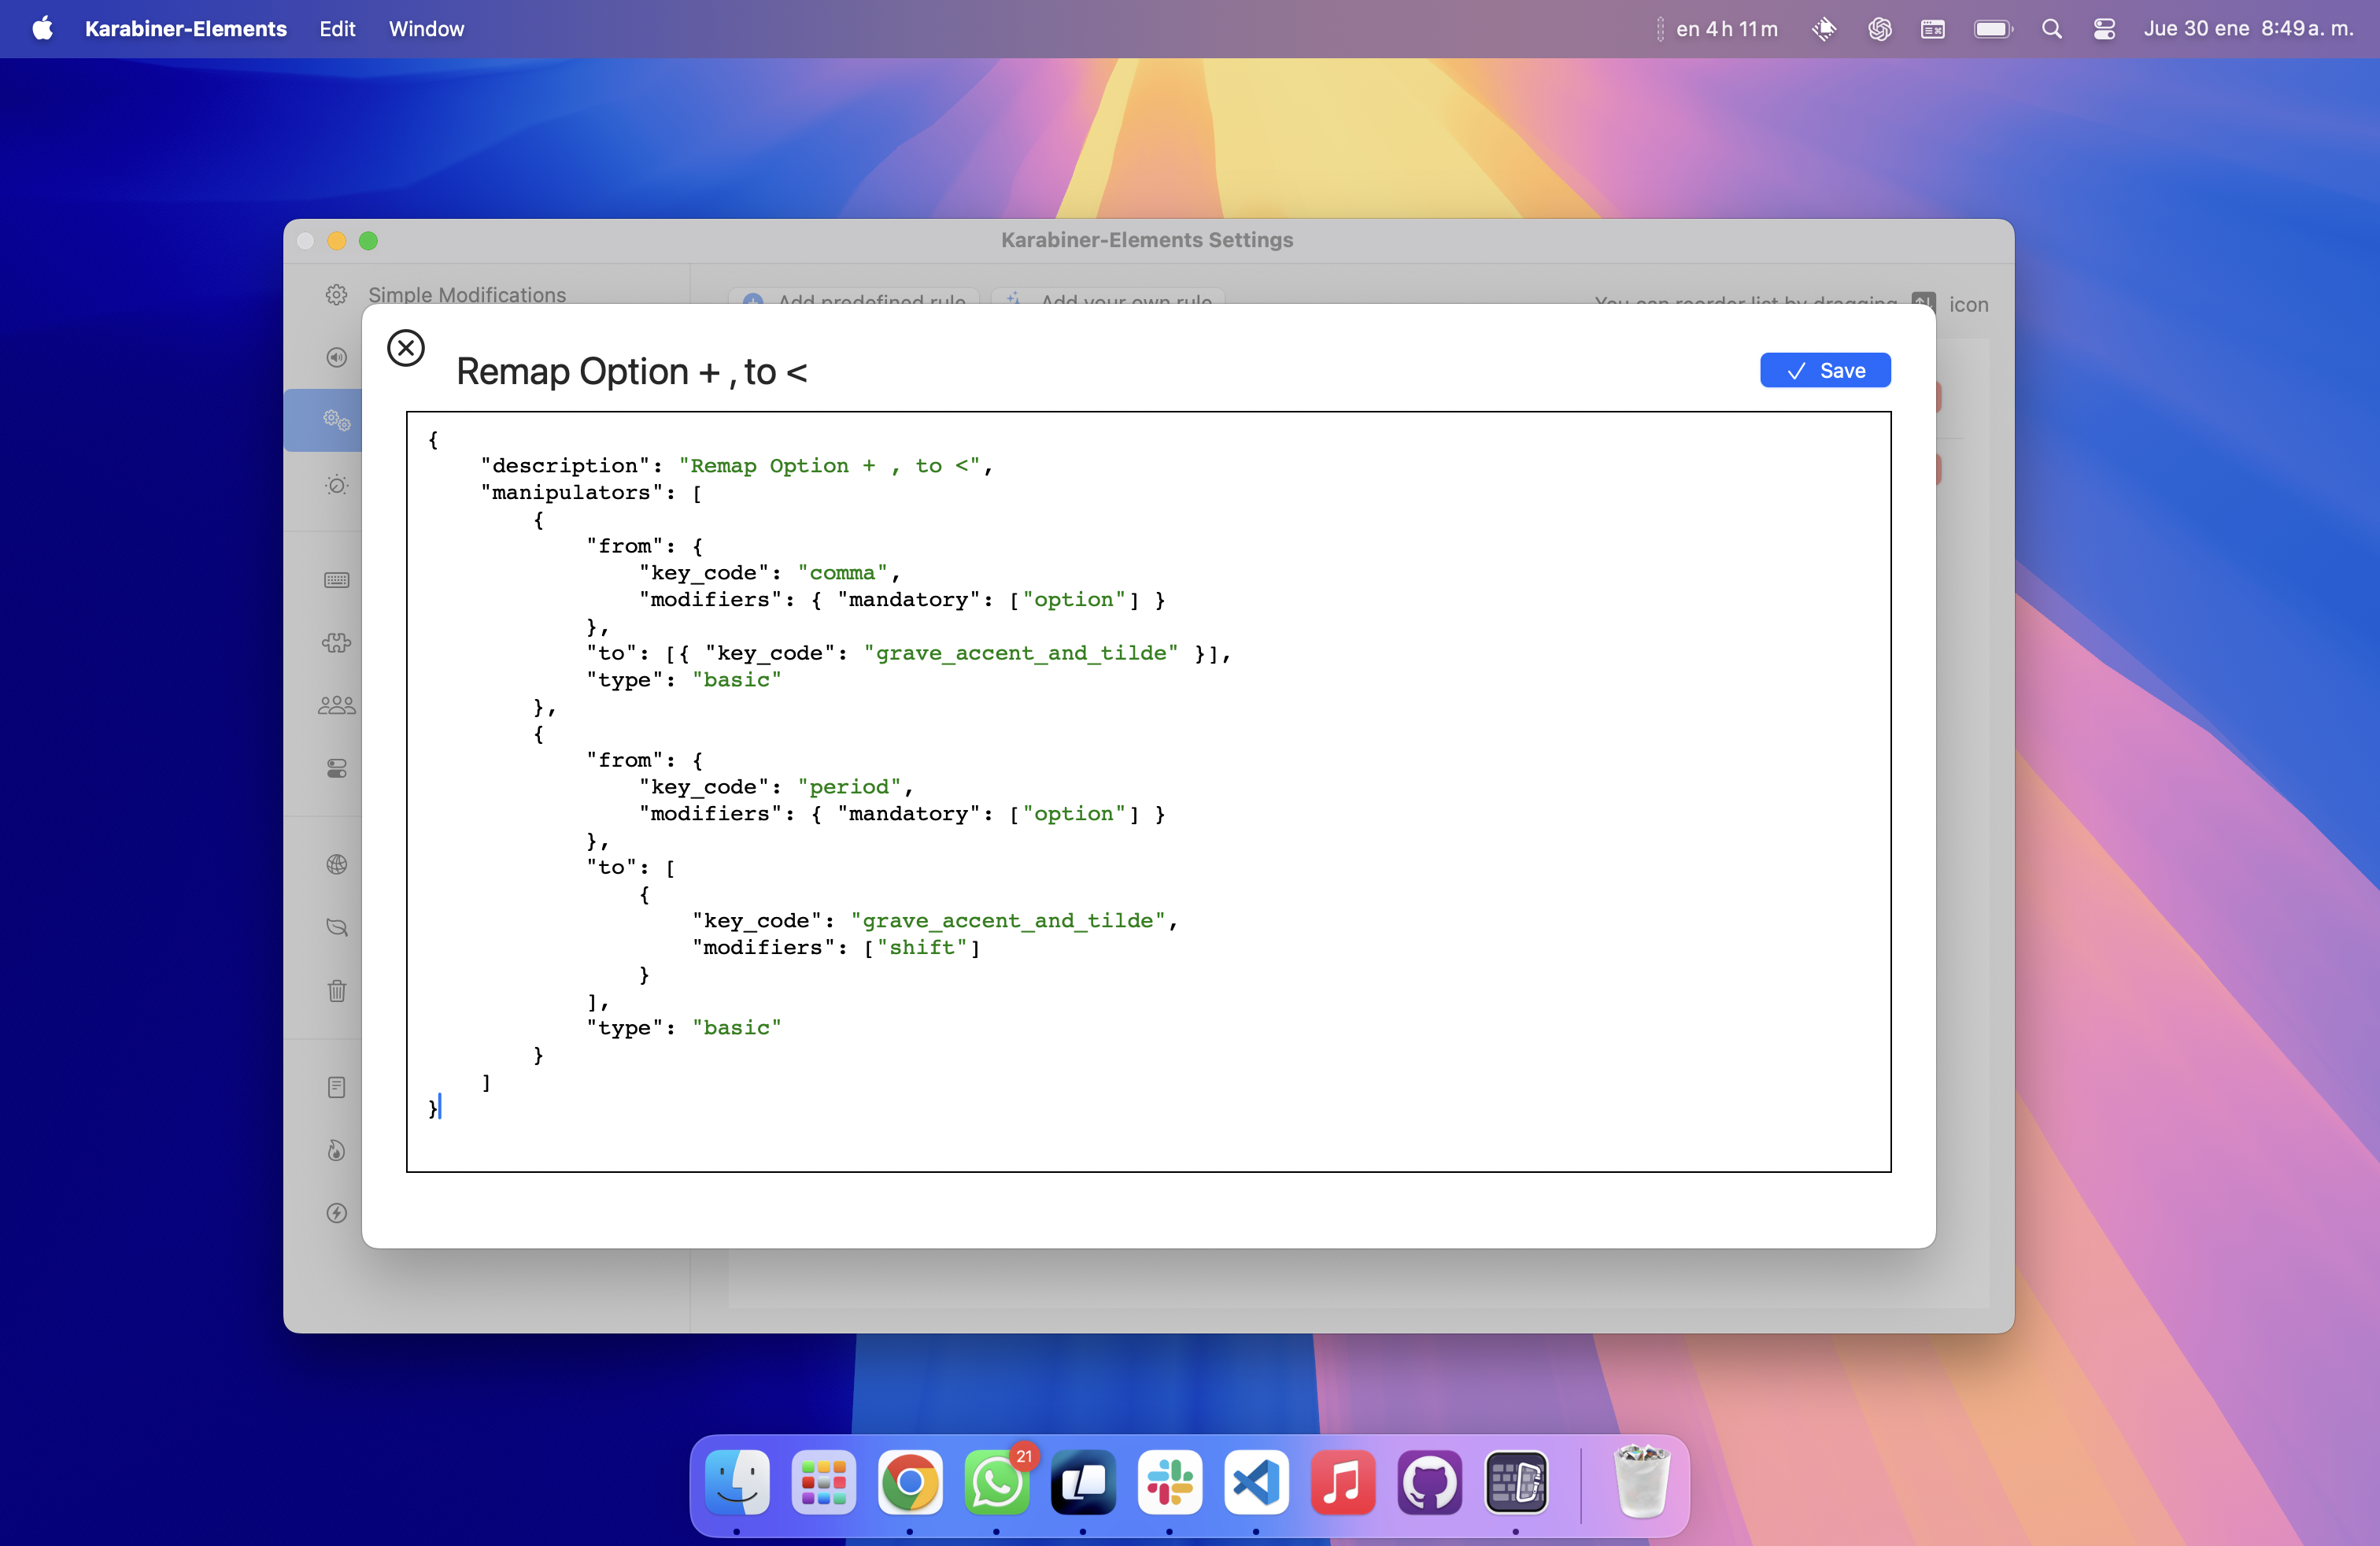 Karabiner-Elements Edit Window en 4 h 11 m Jue 30 ene 8:49 a. m.
Karabiner-Elements Settings
Simple Modifications
Add predefined rule Add your own rule You can reorder list by dragging icon
Remap Option + , to <
Save
{
"description": "Remap Option + , to <",
"manipulators": [
{
"from": {
"key_code": "comma",
"modifiers": { "mandatory": ["option"] }
},
"to": [{ "key_code": "grave_accent_and_tilde" }],
"type": "basic"
},
{
"from": {
"key_code": "period",
"modifiers": { "mandatory": ["option"] }
},
"to": [
{
"key_code": "grave_accent_and_tilde",
"modifiers": ["shift"]
}
],
"type": "basic"
}
]
}
21